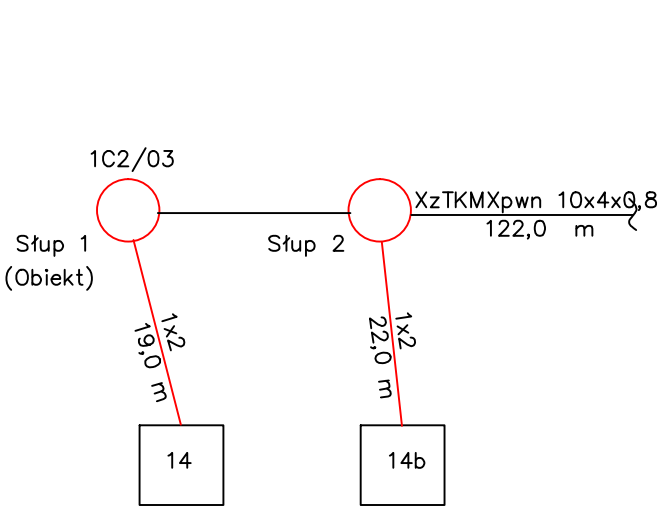 1C2/03
XzTKMXpwn 10x4x0,8
122,0 m
Słup 1
(Obiekt)
Słup 2
1x2
19,0 m
1x2
22,0 m
14
14b